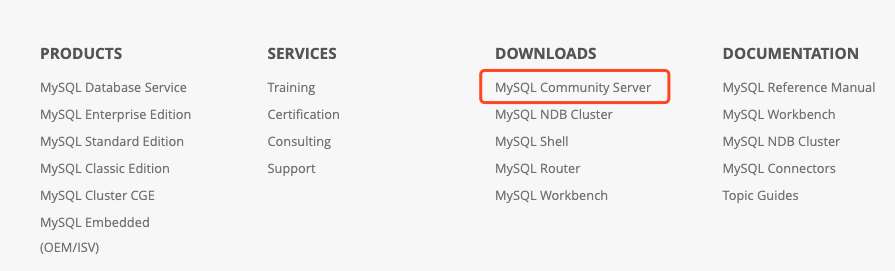 PRODUCTS
MySQL Database Service
MySQL Enterprise Edition
MySQL Standard Edition
MySQL Classic Edition
MySQL Cluster CGE
MySQL Embedded
(OEM/ISV)
SERVICES
Training
Certification
Consulting
Support
DOWNLOADS
MySQL Community Server
MySQL NDB Cluster
MySQL Shell
MySQL Router
MySQL Workbench
DOCUMENTATION
MySQL Reference Manual
MySQL Workbench
MySQL NDB Cluster
MySQL Connectors
Topic Guides